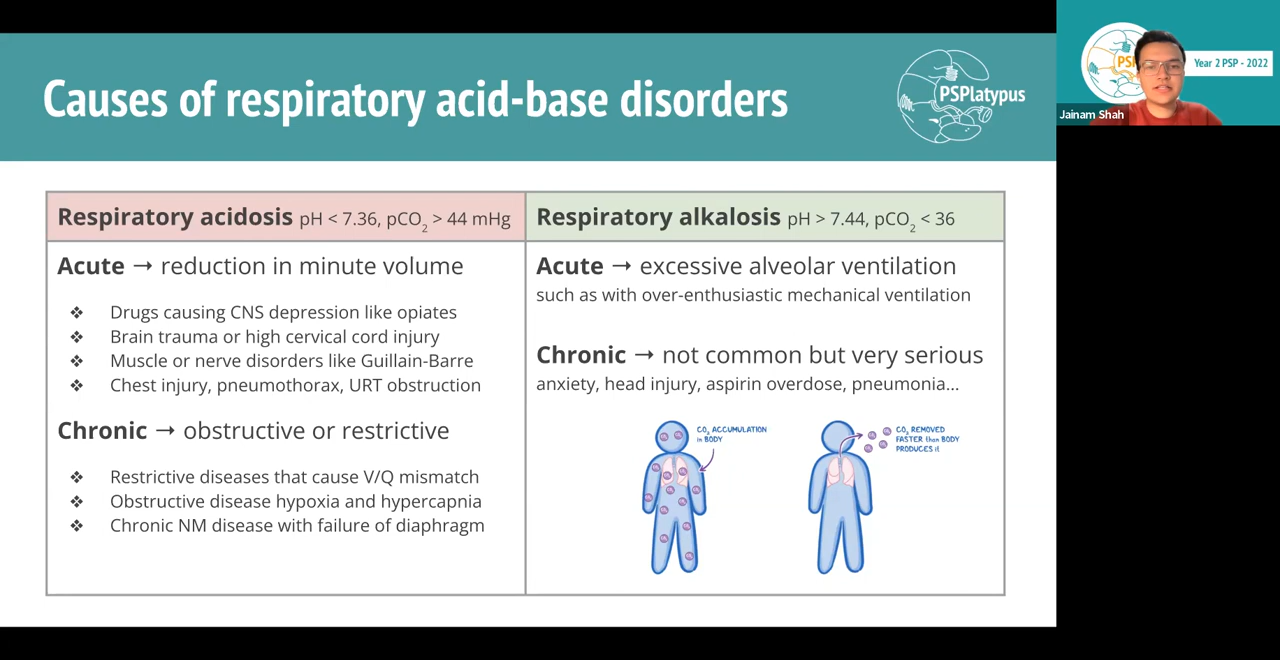 Causes of respiratory acid-base disorders
PSPlatypus
Respiratory acidosis pH < 7.36, pCO₂ > 44 mmHg
Acute → reduction in minute volume
❖ Drugs causing CNS depression like opiates
❖ Brain trauma or high cervical cord injury
❖ Muscle or nerve disorders like Guillain-Barre
❖ Chest injury, pneumothorax, URT obstruction
Chronic → obstructive or restrictive
❖ Restrictive diseases that cause V/Q mismatch
❖ Obstructive disease hypoxia and hypercapnia
❖ Chronic NM disease with failure of diaphragm
Respiratory alkalosis pH > 7.44, pCO₂ < 36
Acute → excessive alveolar ventilation
such as with over-enthusiastic mechanical ventilation
Chronic → not common but very serious
anxiety, head injury, aspirin overdose, pneumonia...
CO₂ ACCUMULATION
in BODY
CO₂ REMOVED
FASTER than BODY
PRODUCES it
Year 2 PSP - 2022
Jainam Shah